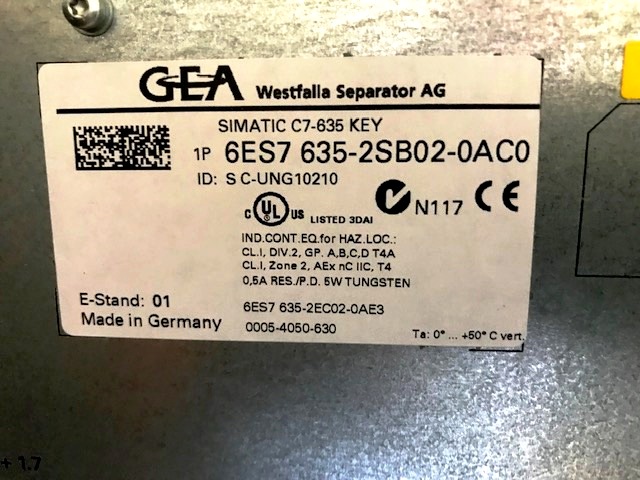 GEA Westfalia Separator AG
SIMATIC C7-635 KEY
1P 6ES7 635-2SB02-0AC0
ID: S C-UNG10210
C UL US LISTED 3DAI
N117 CE
IND.CONT.EQ.for HAZ.LOC.:
CL.I, DIV.2, GP. A,B,C,D T4A
CL.I, Zone 2, AEx nC IIC, T4
0,5A RES./P.D. 5W TUNGSTEN
E-Stand: 01
6ES7 635-2EC02-0AE3
Made in Germany
0005-4050-630
Ta: 0° ... +50° C vert.
+ 1.7